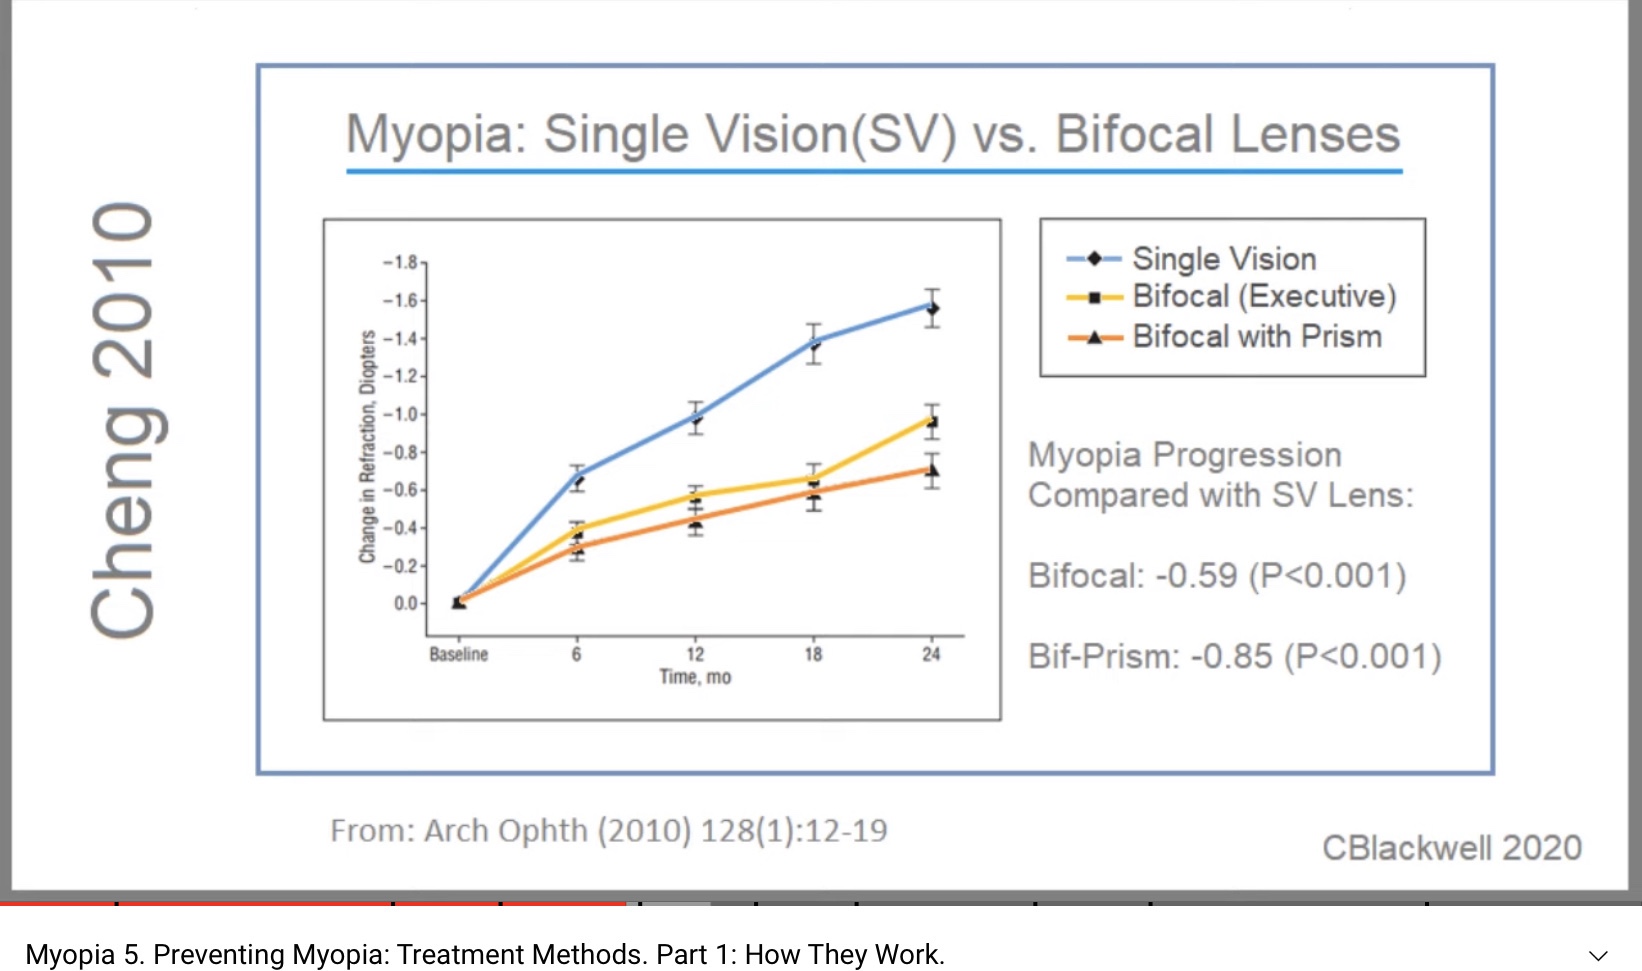 Cheng 2010
Myopia: Single Vision(SV) vs. Bifocal Lenses
Change in Refraction, Diopters
−1.8
−1.6
−1.4
−1.2
−1.0
−0.8
−0.6
−0.4
−0.2
0.0
Baseline 6 12 18 24
Time, mo
Single Vision
Bifocal (Executive)
Bifocal with Prism
Myopia Progression
Compared with SV Lens:
Bifocal: -0.59 (P<0.001)
Bif-Prism: -0.85 (P<0.001)
From: Arch Ophth (2010) 128(1):12-19
CBlackwell 2020
Myopia 5. Preventing Myopia: Treatment Methods. Part 1: How They Work.